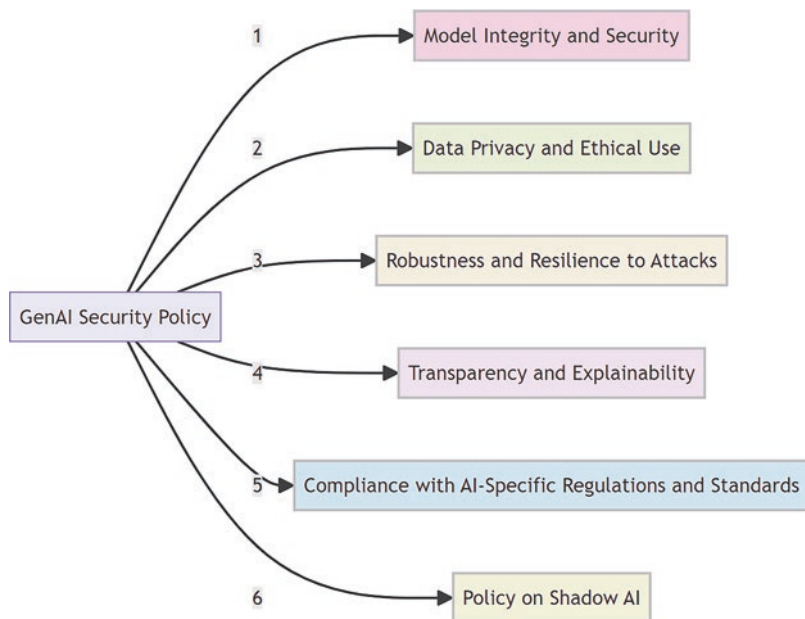 1
Model Integrity and Security
2
Data Privacy and Ethical Use
3
Robustness and Resilience to Attacks
GenAI Security Policy
4
Transparency and Explainability
5
Compliance with AI-Specific Regulations and Standards
6
Policy on Shadow AI